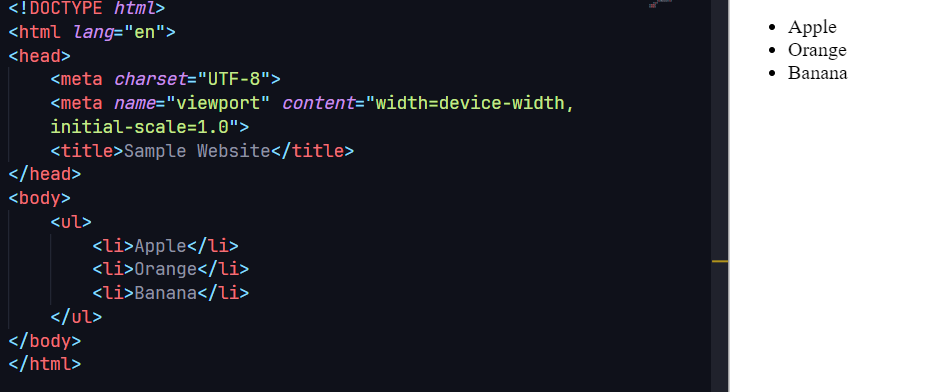 <!DOCTYPE html>
<html lang="en">
<head>
    <meta charset="UTF-8">
    <meta name="viewport" content="width=device-width,
    initial-scale=1.0">
    <title>Sample Website</title>
</head>
<body>
    <ul>
        <li>Apple</li>
        <li>Orange</li>
        <li>Banana</li>
    </ul>
</body>
</html>
• Apple
• Orange
• Banana